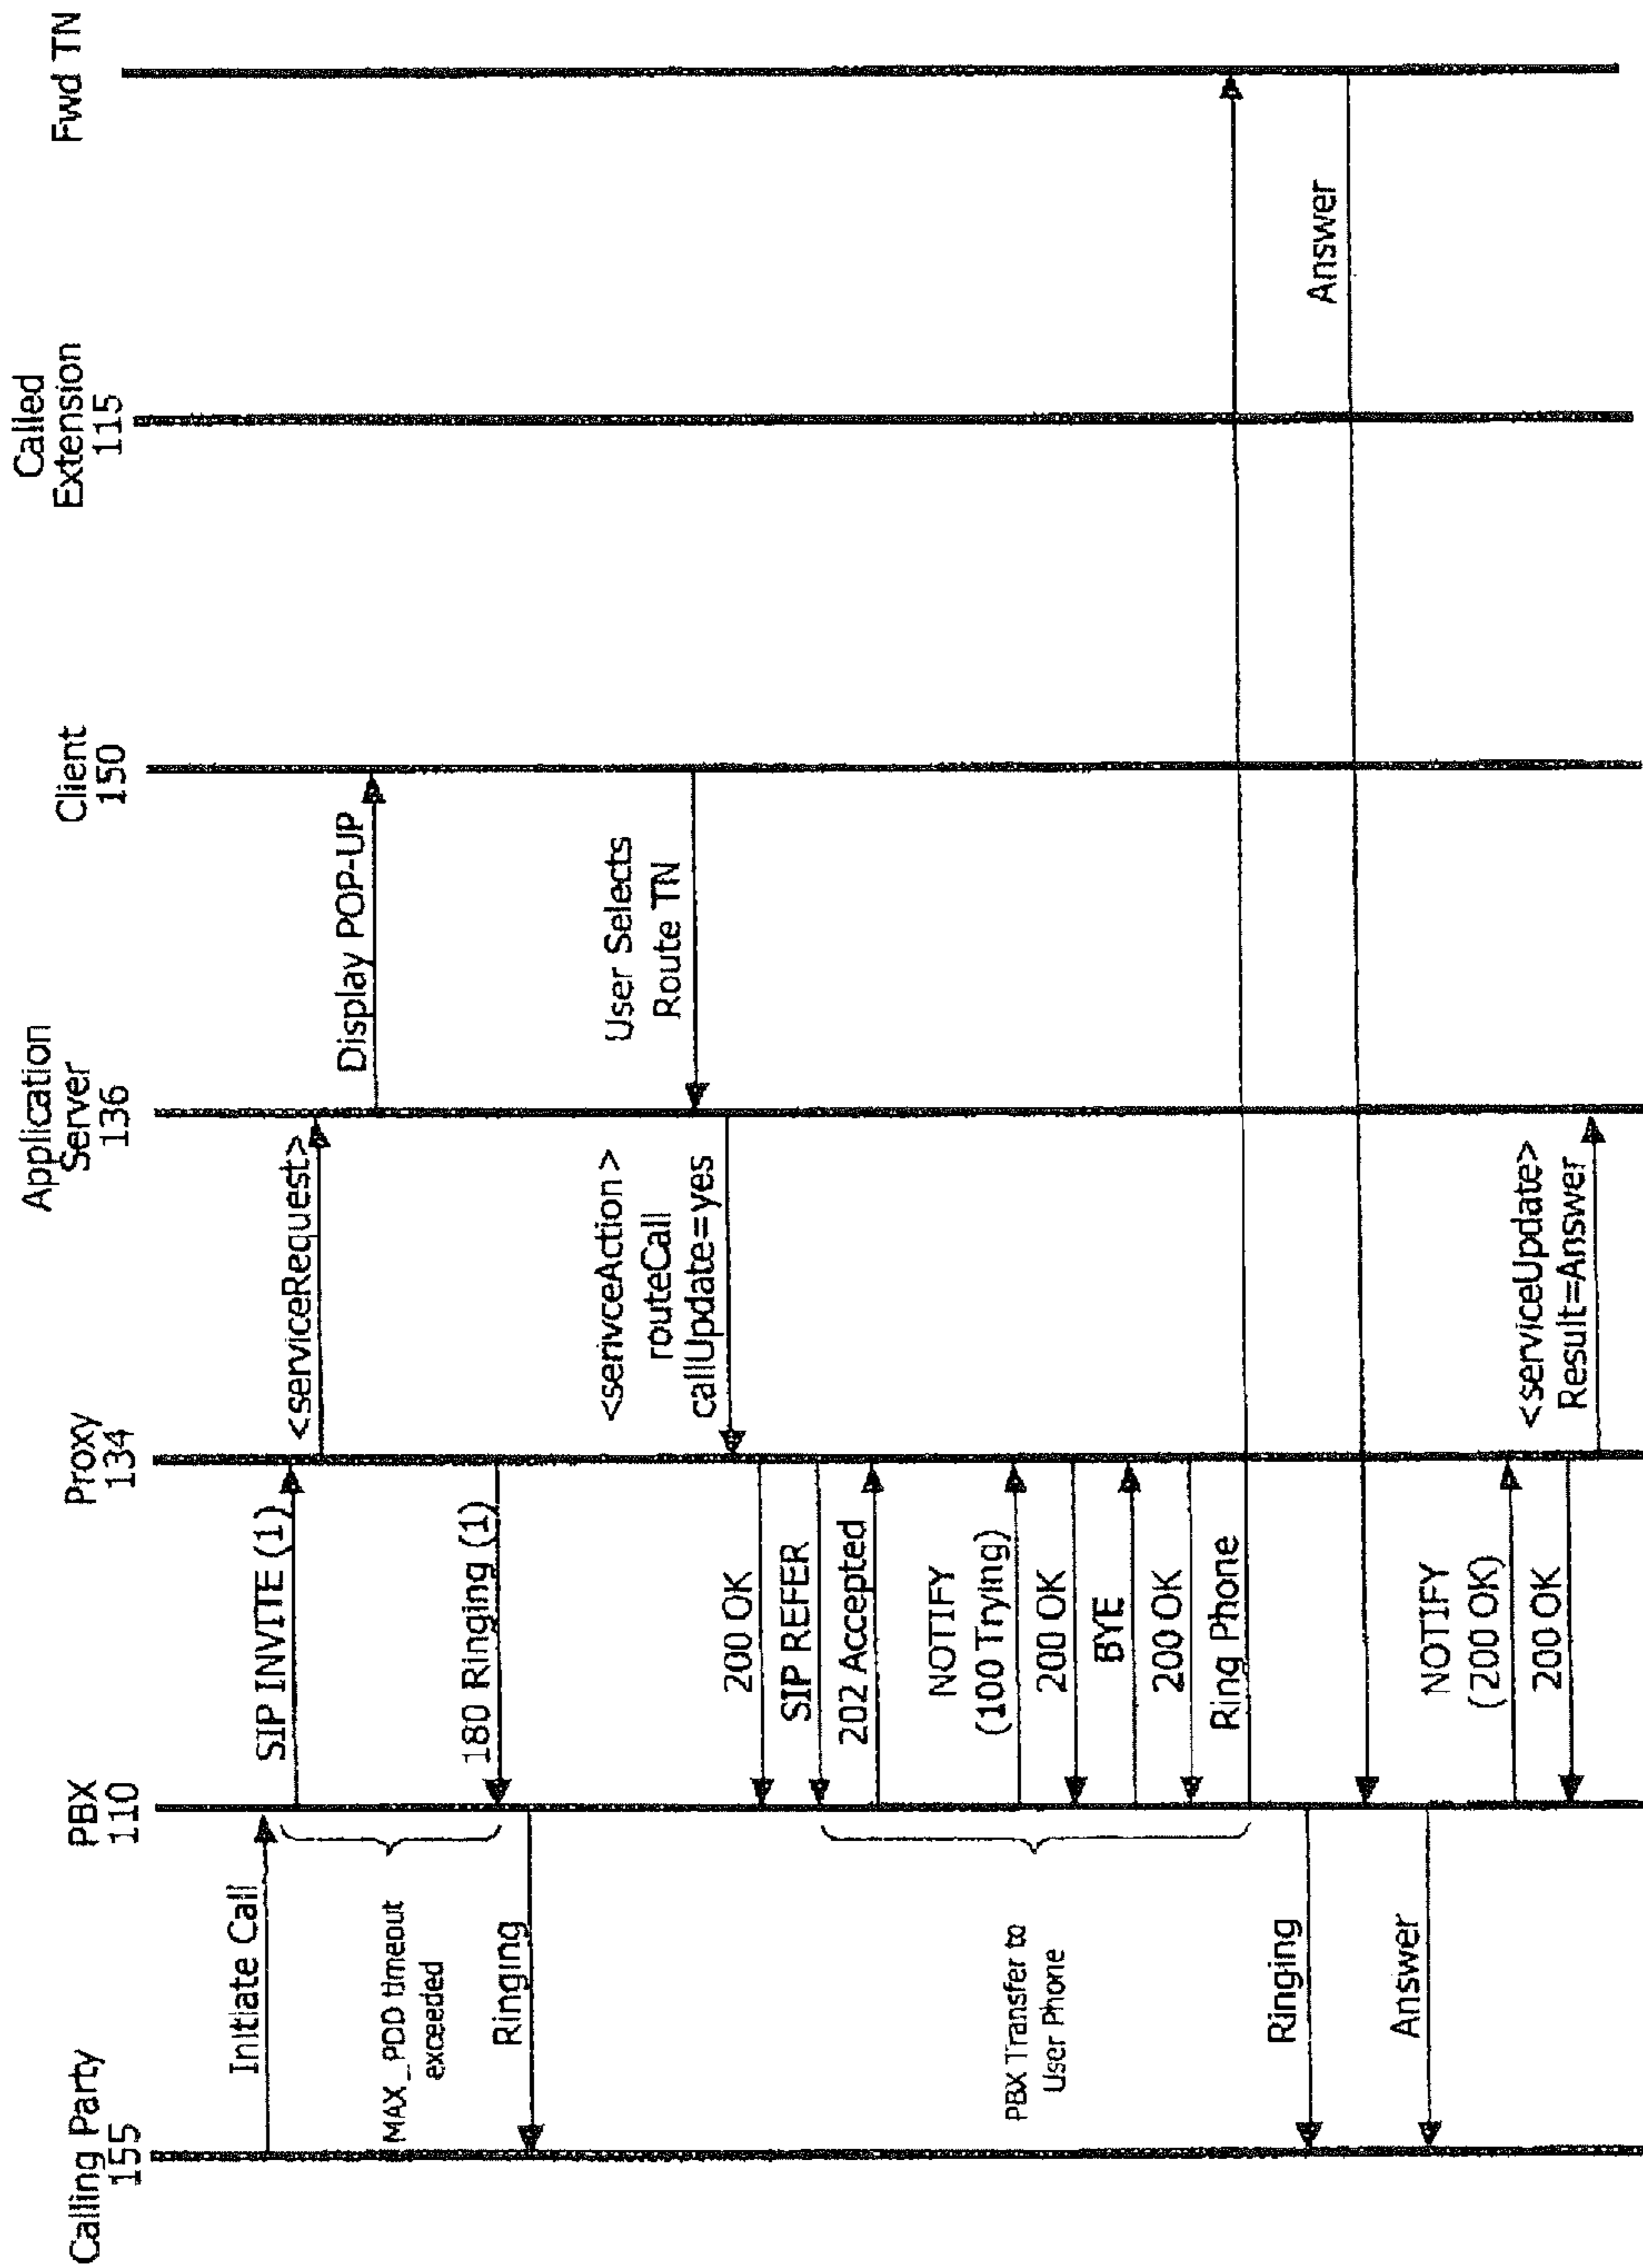 Calling Party
155
PBX
110
Proxy
134
Application
Server
136
Client
150
Called
Extension
115
Fwd TN
Initiate Call
SIP INVITE (1)
<serviceRequest>
Display POP-UP
MAX_PDD timeout
exceeded
180 Ringing (1)
Ringing
User Selects
Route TN
<serivceAction>
routeCall
callUpdate=yes
200 OK
SIP REFER
202 Accepted
NOTIFY
(100 Trying)
200 OK
BYE
200 OK
Ring Phone
PBX Transfer to
User Phone
Ringing
Answer
Answer
NOTIFY
(200 OK)
200 OK
<serviceUpdate>
Result=Answer